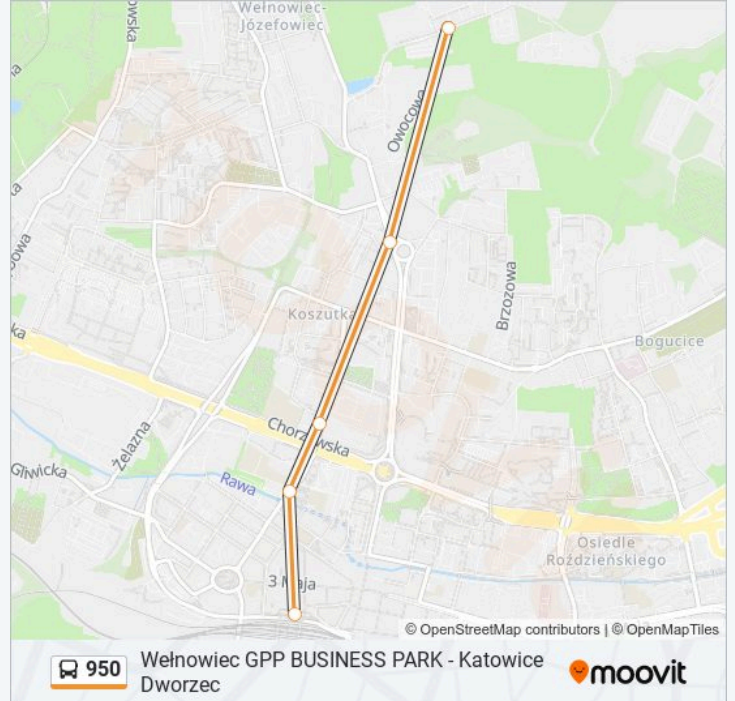 Wełnowiec-
Józefowiec
Owocowa
Brzozowa
Koszutka
Bogucice
Chorzowska
Żelazna
Gliwicka
Rawa
Osiedle
Roździeńskiego
3 Maja
© OpenStreetMap contributors | © OpenMapTiles
950
Wełnowiec GPP BUSINESS PARK - Katowice
Dworzec
moovit